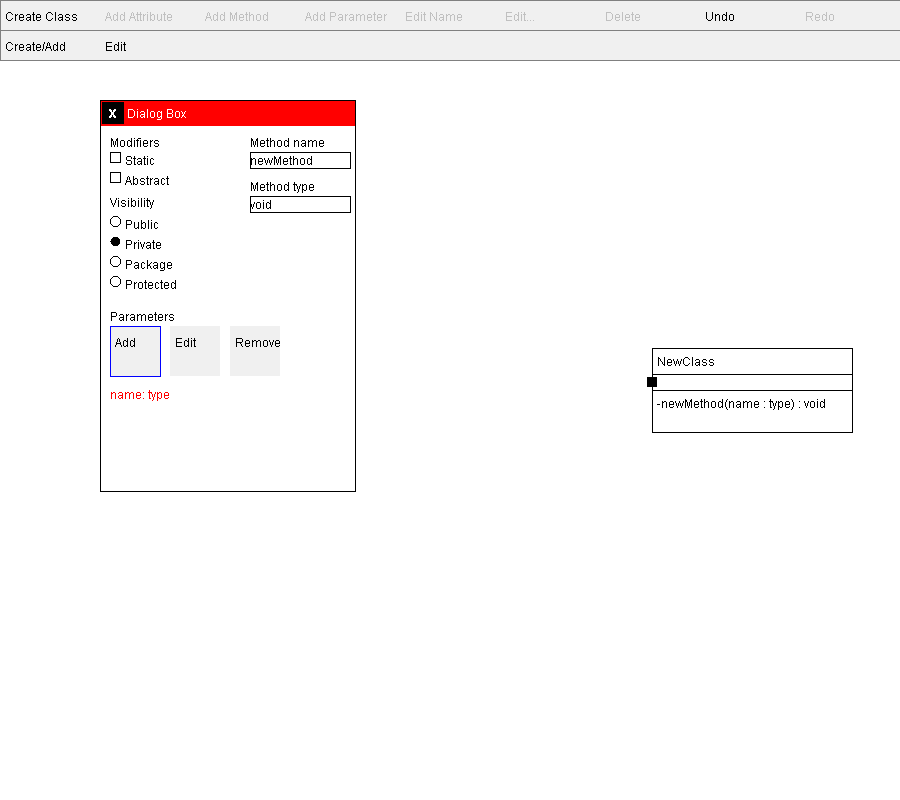 Create Class Add Attribute Add Method Add Parameter Edit Name Edit... Delete Undo Redo
Create/Add Edit
X Dialog Box
Modifiers
Static
Abstract
Visibility
Public
Private
Package
Protected
Method name
newMethod
Method type
void
Parameters
Add Edit Remove
name: type
NewClass
-newMethod(name : type) : void